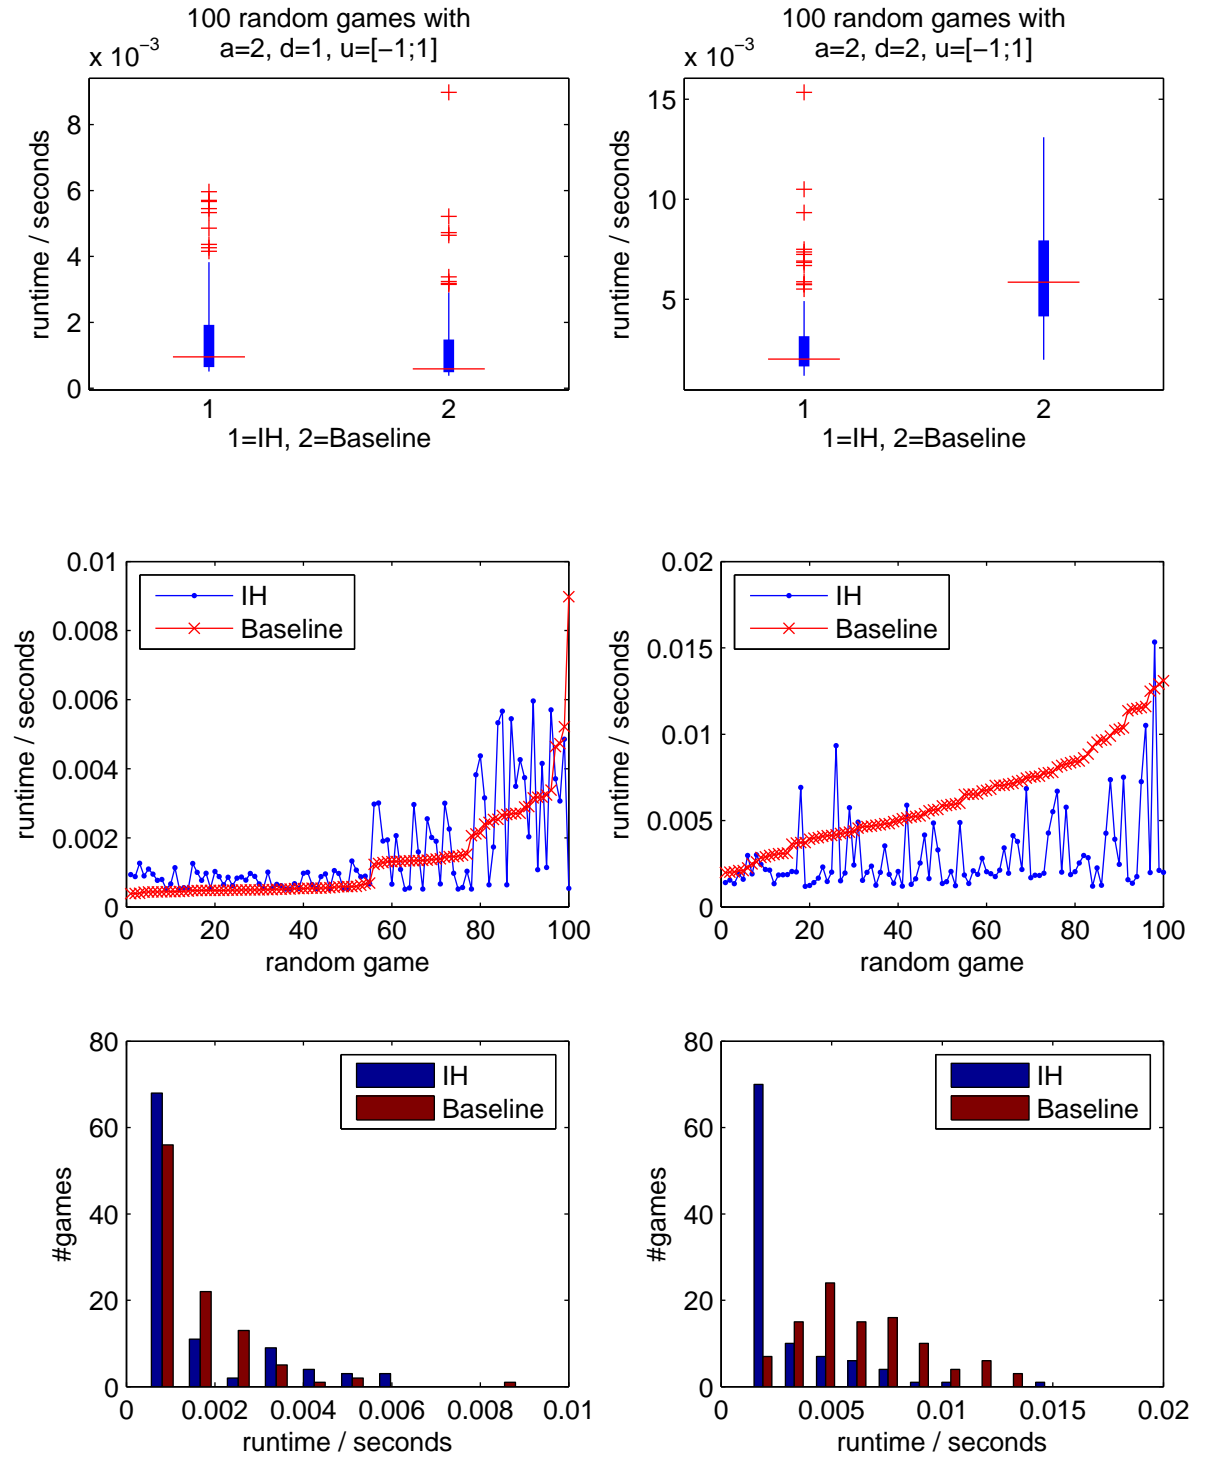 100 random games with
a=2, d=1, u=[-1;1]
x 10^-3
8
6
4
2
0
runtime / seconds
1 2
1=IH, 2=Baseline
100 random games with
a=2, d=2, u=[-1;1]
x 10^-3
15
10
5
runtime / seconds
1 2
1=IH, 2=Baseline
0.01
0.008
0.006
0.004
0.002
0
runtime / seconds
IH
Baseline
0 20 40 60 80 100
random game
0.02
0.015
0.01
0.005
0
runtime / seconds
IH
Baseline
0 20 40 60 80 100
random game
80
60
40
20
0
#games
IH
Baseline
0 0.002 0.004 0.006 0.008 0.01
runtime / seconds
80
60
40
20
0
#games
IH
Baseline
0 0.005 0.01 0.015 0.02
runtime / seconds